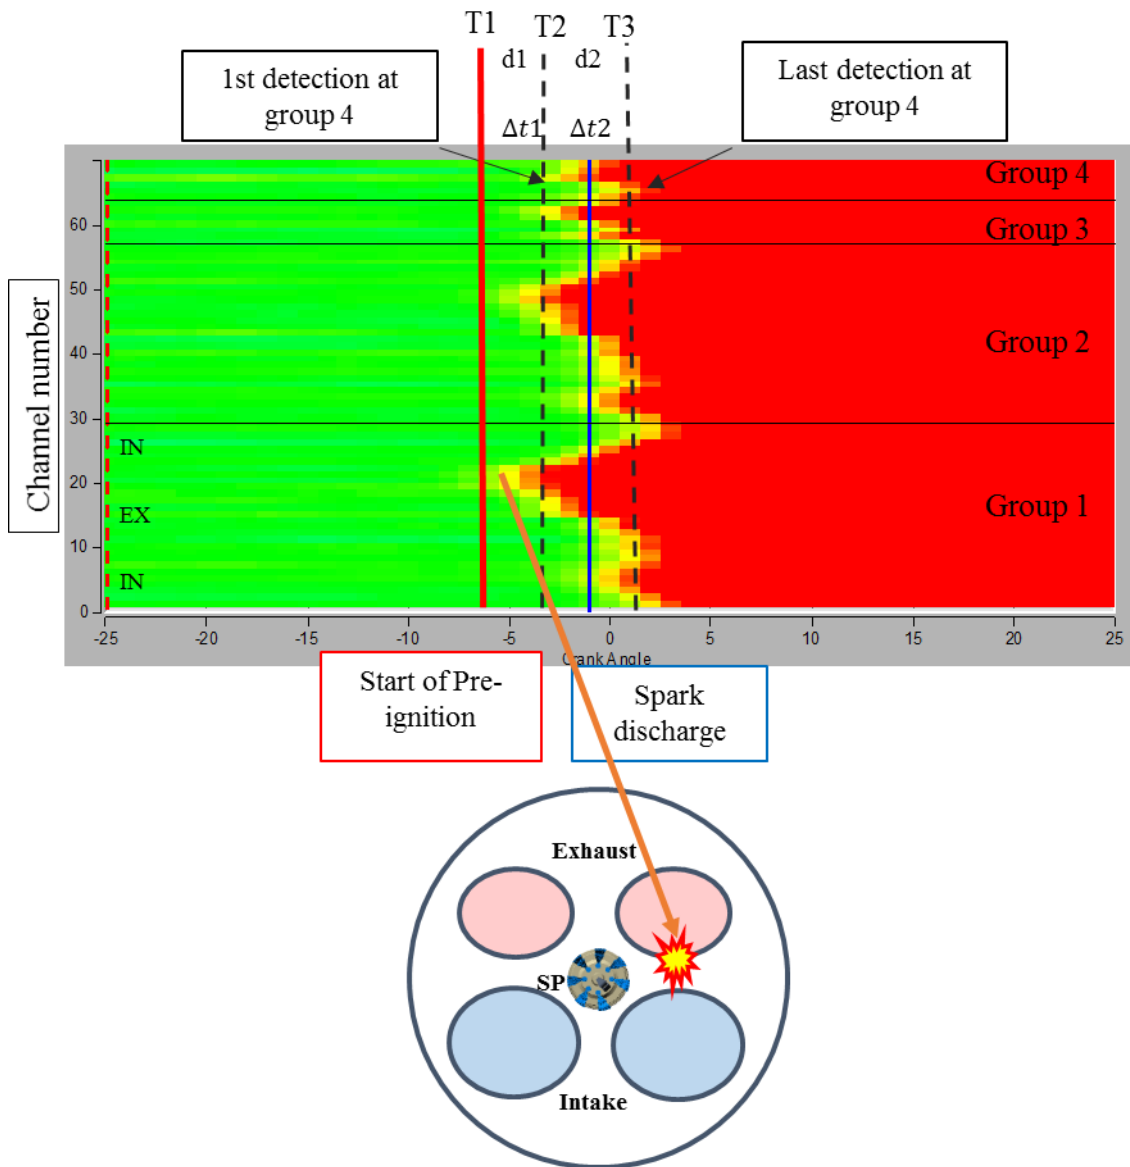 T1
T2
T3
d1
d2
1st detection at
group 4
Last detection at
group 4
Δt1
Δt2
Group 4
Group 3
Group 2
Group 1
Channel number
60
50
40
30
20
10
0
IN
EX
IN
-25
-20
-15
-10
-5
0
5
10
15
20
25
Crank Angle
Start of Pre-
ignition
Spark
discharge
Exhaust
SP
Intake